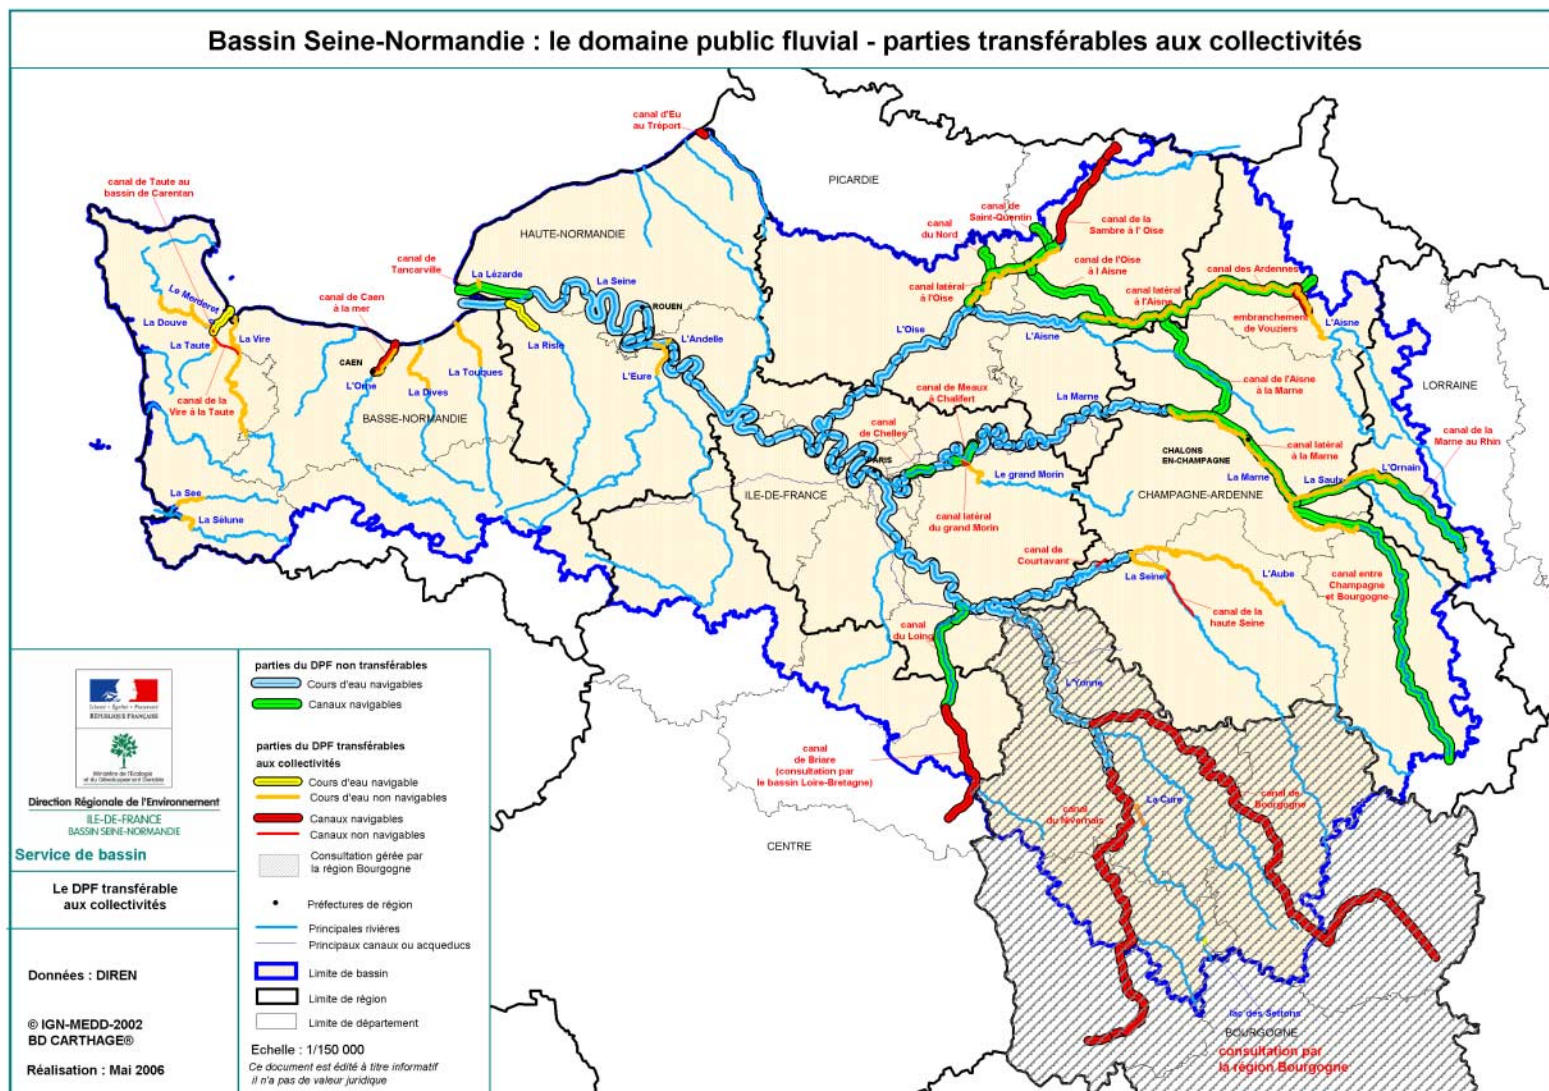 Bassin Seine-Normandie : le domaine public fluvial - parties transférables aux collectivités
canal d'Eu
au Tréport
canal de Taute au
bassin de Carentan
PICARDIE
canal de
Saint-Quentin
canal
du Nord
canal de la
Sambre à l' Oise
HAUTE-NORMANDIE
canal de
Tancarville
La Lézarde
La Seine
canal de l'Oise
à l Aisne
canal des Ardennes
canal latéral
à l'Oise
canal latéral
à l'Aisne
Le Merderet
canal de Caen
à la mer
ROUEN
embranchement
de Vouziers
L'Aisne
La Douve
La Taute
La Vire
La Risle
L'Andelle
L'Oise
L'Aisne
CAEN
L'Orne
La Dives
La Touques
L'Eure
canal de la
Vire à la Taute
BASSE-NORMANDIE
canal de Meaux
à Chalifert
La Marne
canal de l'Aisne
à la Marne
LORRAINE
canal
de Chelles
PARIS
CHALONS
EN-CHAMPAGNE
canal latéral
à la Marne
canal de la
Marne au Rhin
L'Ornain
La Saulx
La Marne
Le grand Morin
ILE-DE-FRANCE
CHAMPAGNE-ARDENNE
La See
La Sélune
canal latéral
du grand Morin
canal de
Courtavant
La Seine
L'Aube
canal entre
Champagne
et Bourgogne
canal de la
haute Seine
canal
du Loing
L'Yonne
canal
de Briare
(consultation par
le bassin Loire-Bretagne)
canal
du Nivernais
La Cure
canal de
Bourgogne
CENTRE
lac des Settons
BOURGOGNE
consultation par
la région Bourgogne
Liberté • Égalité • Fraternité
RÉPUBLIQUE FRANÇAISE
Ministère de l'Ecologie
et du Développement Durable
Direction Régionale de l'Environnement
ILE-DE-FRANCE
BASSIN SEINE-NORMANDIE
Service de bassin
Le DPF transférable
aux collectivités
Données : DIREN
© IGN-MEDD-2002
BD CARTHAGE®
Réalisation : Mai 2006
parties du DPF non transférables
Cours d'eau navigables
Canaux navigables
parties du DPF transférables
aux collectivités
Cours d'eau navigable
Cours d'eau non navigables
Canaux navigables
Canaux non navigables
Consultation gérée par
la région Bourgogne
Préfectures de région
Principales rivières
Principaux canaux ou acqueducs
Limite de bassin
Limite de région
Limite de département
Echelle : 1/150 000
Ce document est édité à titre informatif
il n'a pas de valeur juridique